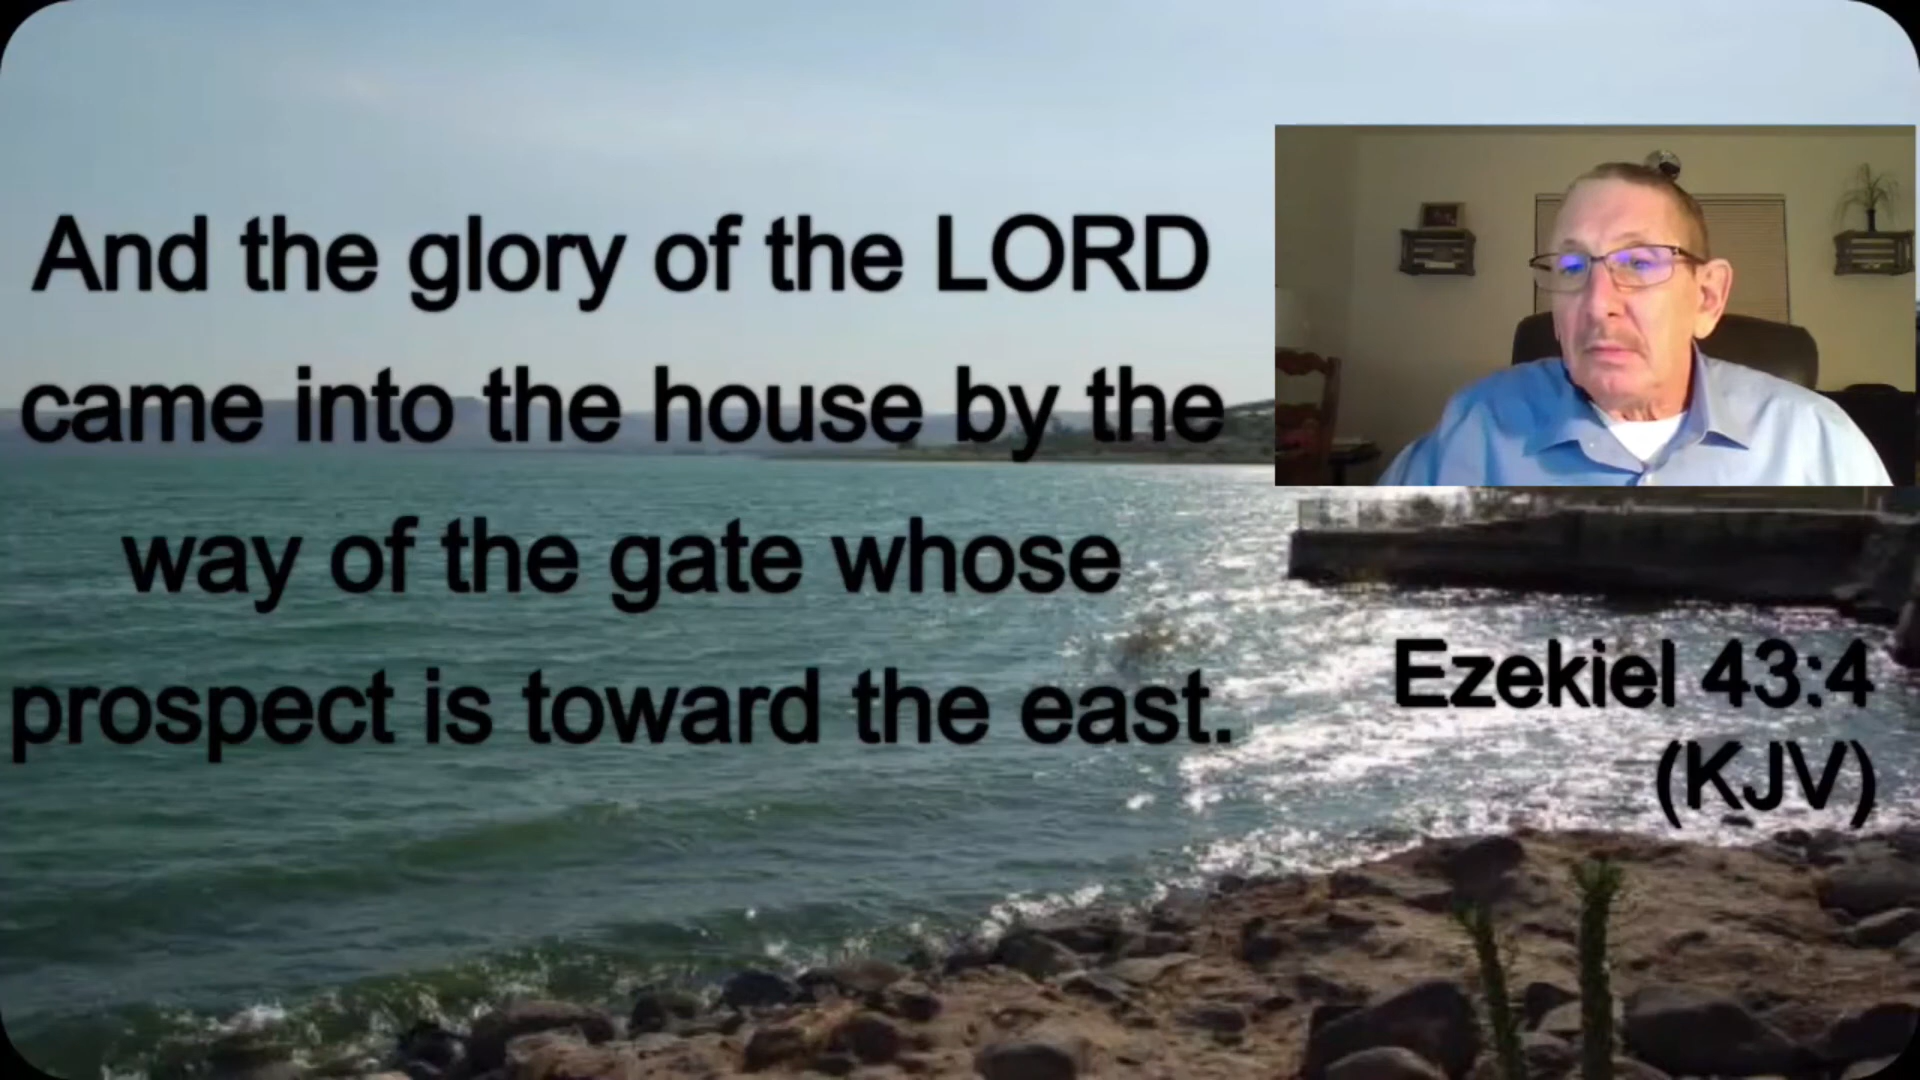 And the glory of the LORD
came into the house by the
way of the gate whose
prospect is toward the east.
Ezekiel 43:4
(KJV)